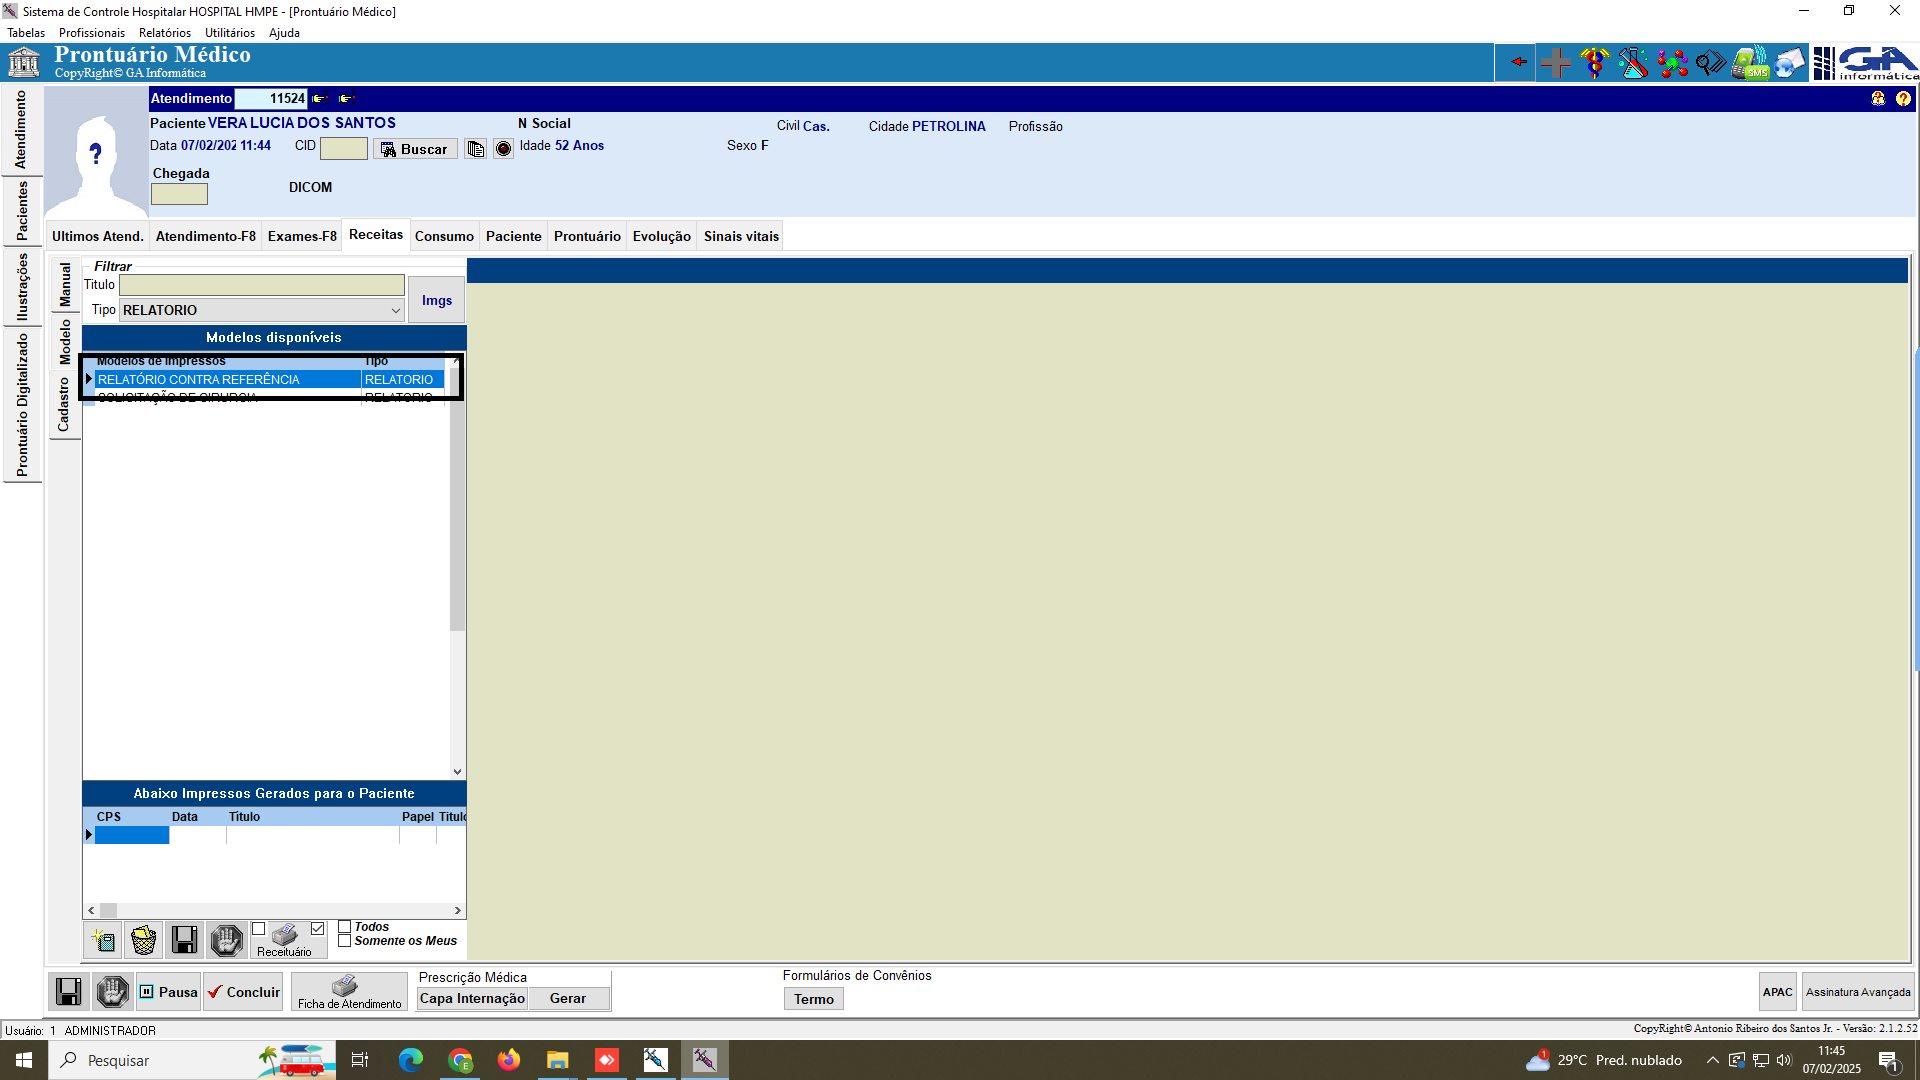 Sistema de Controle Hospitalar HOSPITAL HMPE - [Prontuário Médico]
Tabelas Profissionais Relatórios Utilitários Ajuda
Prontuário Médico
CopyRight© GA Informática
SMS
GA
informática
Atendimento
Pacientes
Ilustrações
Prontuário Digitalizado
Atendimento 11524
Paciente VERA LUCIA DOS SANTOS N Social Civil Cas. Cidade PETROLINA Profissão
Data 07/02/202 11:44 CID Buscar Idade 52 Anos Sexo F
Chegada
DICOM
Ultimos Atend. Atendimento-F8 Exames-F8 Receitas Consumo Paciente Prontuário Evolução Sinais vitais
Manual
Modelo
Cadastro
Filtrar
Titulo
Tipo RELATORIO
Imgs
Modelos disponíveis
Modelos de Impressos Tipo
RELATÓRIO CONTRA REFERÊNCIA RELATORIO
SOLICITAÇÃO DE CIRURGIA RELATORIO
Abaixo Impressos Gerados para o Paciente
CPS Data Título Papel Titulo
Receituário
Todos
Somente os Meus
Pausa Concluir Ficha de Atendimento
Prescrição Médica
Capa Internação Gerar
Formulários de Convênios
Termo
APAC Assinatura Avançada
Usuário: 1 ADMINISTRADOR
CopyRight© Antonio Ribeiro dos Santos Jr. - Versão: 2.1.2.52
Pesquisar
E
1
29°C Pred. nublado
11:45
07/02/2025
1